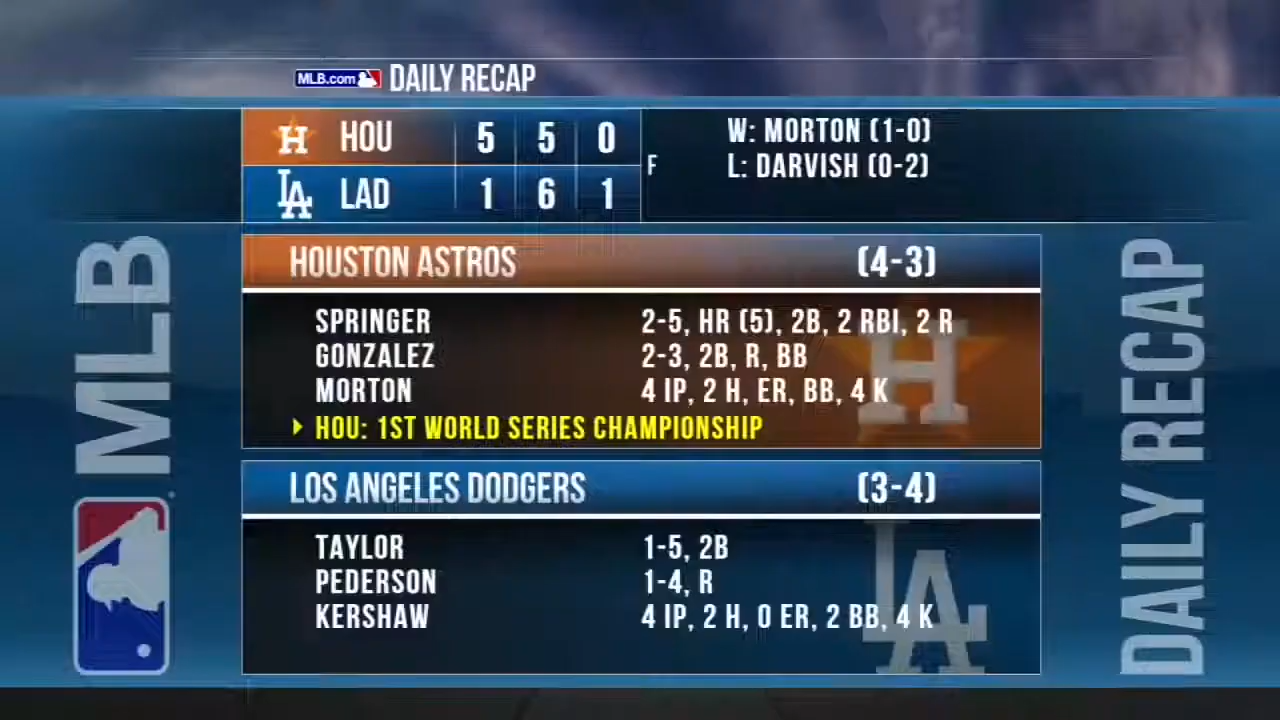 MLB.com DAILY RECAP
HOU 5 5 0
LAD 1 6 1
F
W: MORTON (1-0)
L: DARVISH (0-2)
HOUSTON ASTROS (4-3)
SPRINGER 2-5, HR (5), 2B, 2 RBI, 2 R
GONZALEZ 2-3, 2B, R, BB
MORTON 4 IP, 2 H, ER, BB, 4 K
HOU: 1ST WORLD SERIES CHAMPIONSHIP
LOS ANGELES DODGERS (3-4)
TAYLOR 1-5, 2B
PEDERSON 1-4, R
KERSHAW 4 IP, 2 H, 0 ER, 2 BB, 4 K
MLB
DAILY RECAP
H
LA
H
LA